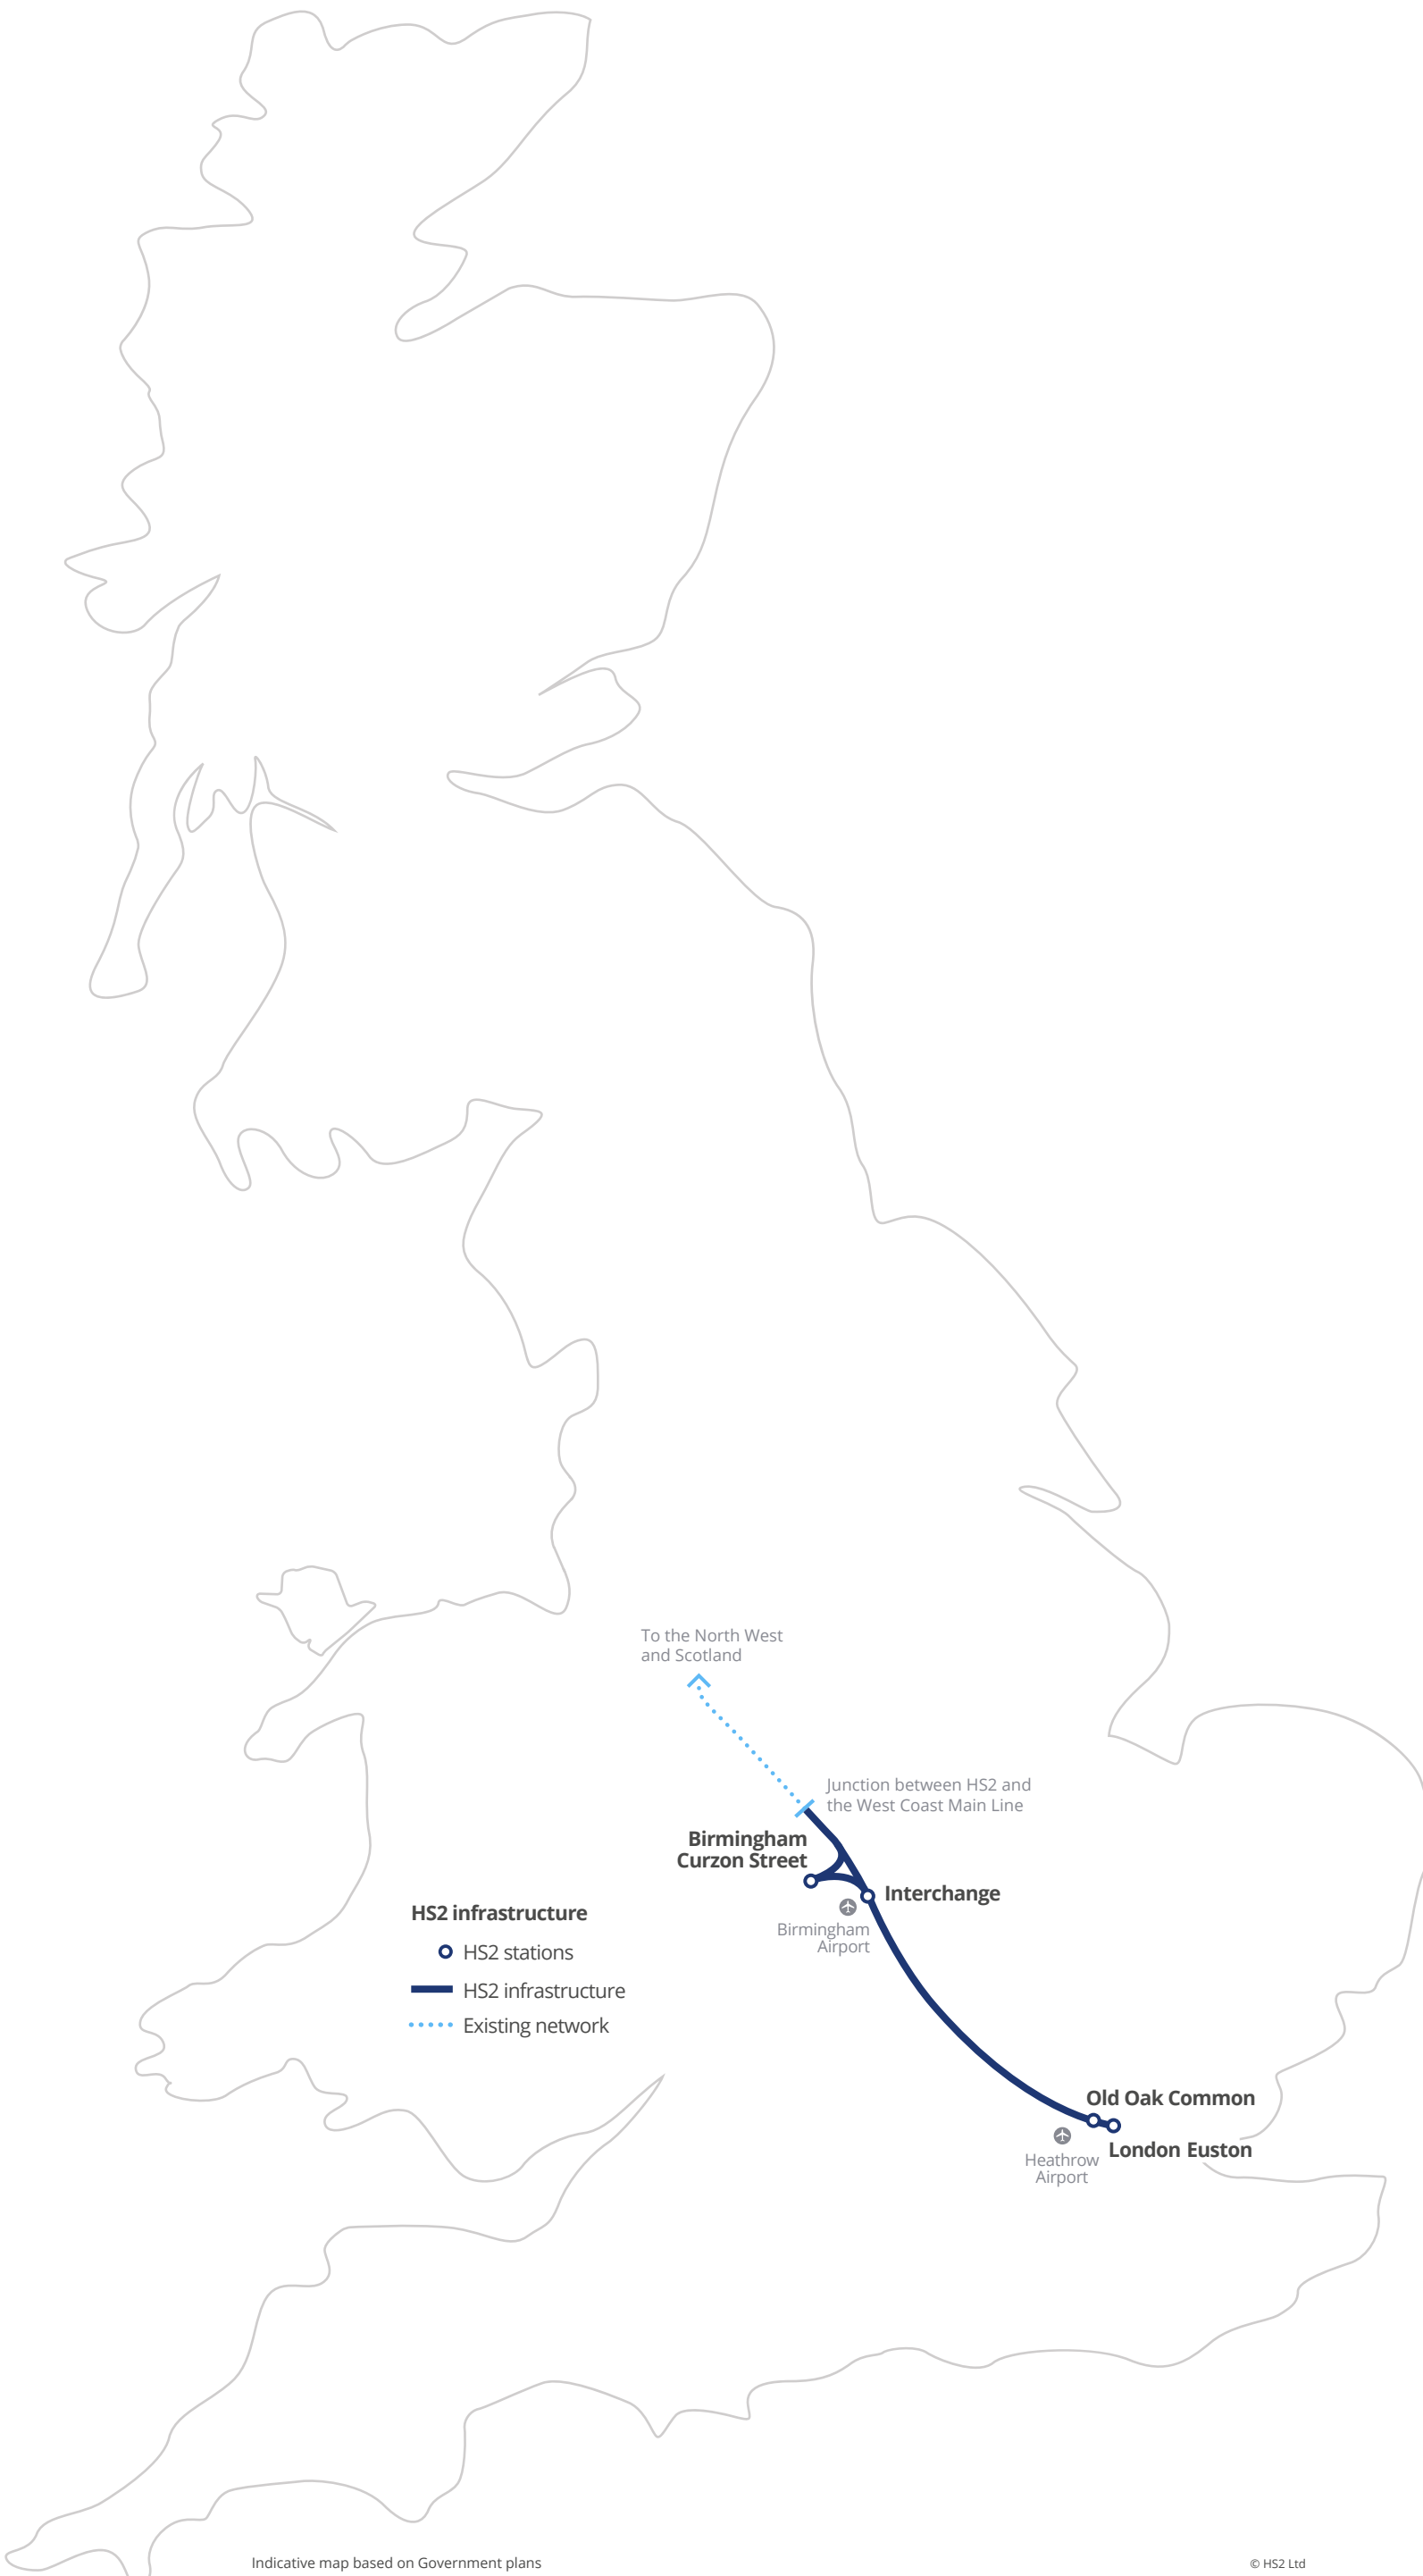 To the North West
and Scotland
Junction between HS2 and
the West Coast Main Line
Birmingham
Curzon Street
Interchange
Birmingham
Airport
HS2 infrastructure
HS2 stations
HS2 infrastructure
Existing network
Old Oak Common
London Euston
Heathrow
Airport
Indicative map based on Government plans
© HS2 Ltd